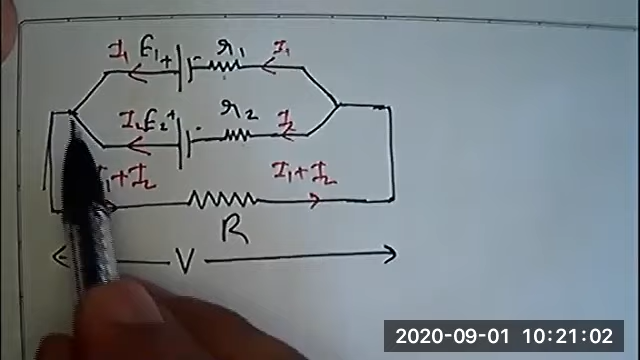 I₁ E₁ + - r₁ I₁
I₂ E₂ + - r₂ I₂
I₁+I₂ I₁+I₂
R
V
2020-09-01 10:21:02